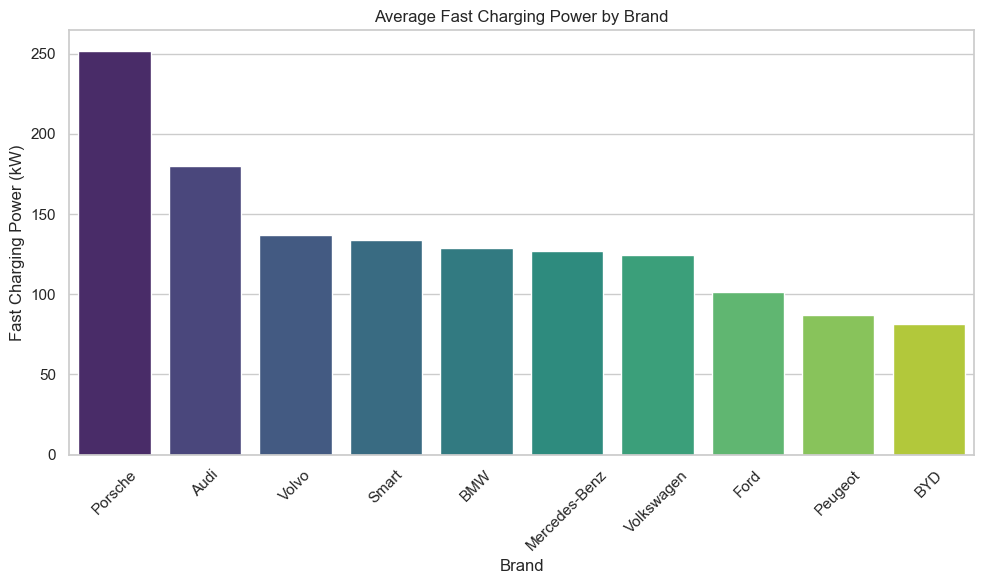 Average Fast Charging Power by Brand
Fast Charging Power (kW)
250
200
150
100
50
0
Porsche
Audi
Volvo
Smart
BMW
Mercedes-Benz
Volkswagen
Ford
Peugeot
BYD
Brand